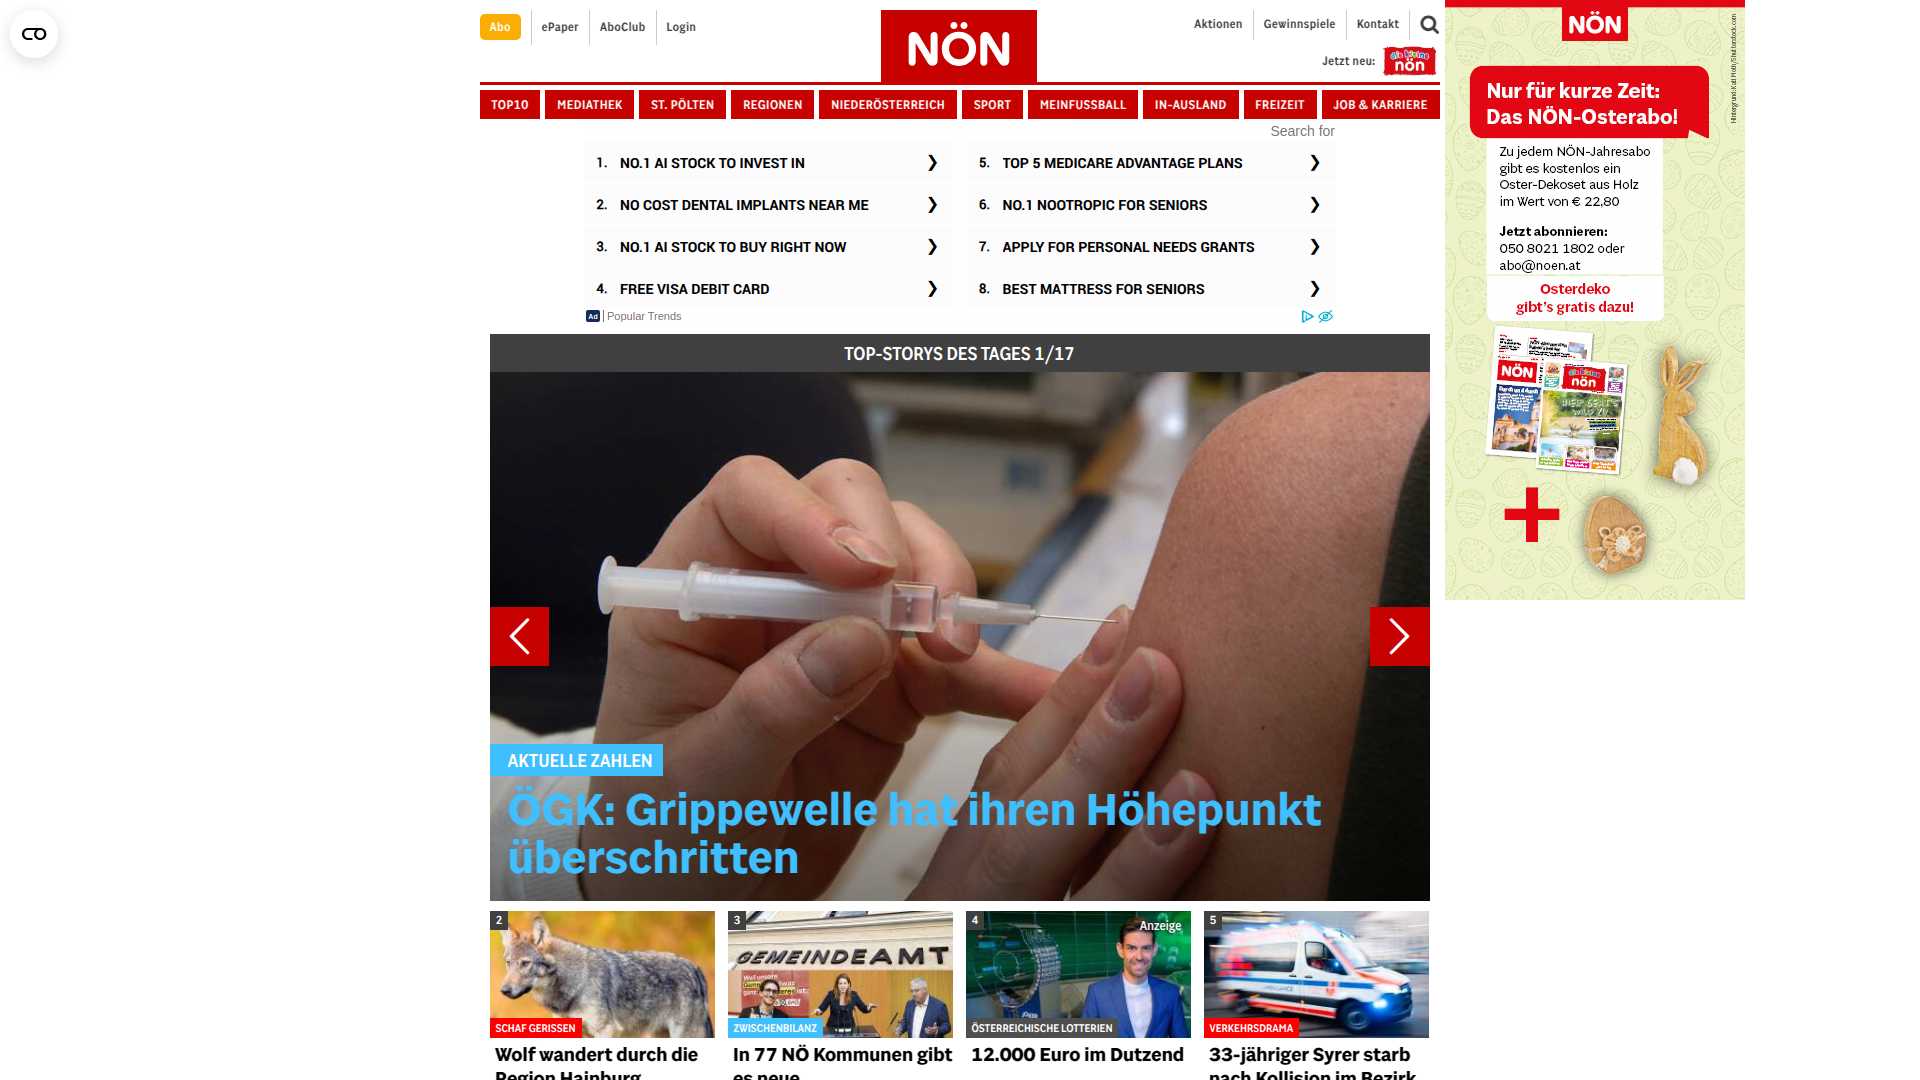 Abo
ePaper
AboClub
Login
NÖN
Aktionen
Gewinnspiele
Kontakt
Jetzt neu:
die kleine
nön
TOP10
MEDIATHEK
ST. PÖLTEN
REGIONEN
NIEDERÖSTERREICH
SPORT
MEINFUSSBALL
IN-AUSLAND
FREIZEIT
JOB & KARRIERE
Search for
1. NO.1 AI STOCK TO INVEST IN
2. NO COST DENTAL IMPLANTS NEAR ME
3. NO.1 AI STOCK TO BUY RIGHT NOW
4. FREE VISA DEBIT CARD
5. TOP 5 MEDICARE ADVANTAGE PLANS
6. NO.1 NOOTROPIC FOR SENIORS
7. APPLY FOR PERSONAL NEEDS GRANTS
8. BEST MATTRESS FOR SENIORS
Ad | Popular Trends
TOP-STORYS DES TAGES 1/17
AKTUELLE ZAHLEN
ÖGK: Grippewelle hat ihren Höhepunkt
überschritten
2
SCHAF GERISSEN
Wolf wandert durch die
Region Hainburg
3
GEMEINDEAMT
ZWISCHENBILANZ
In 77 NÖ Kommunen gibt
es neue
4
Anzeige
ÖSTERREICHISCHE LOTTERIEN
12.000 Euro im Dutzend
5
AMBULANCE
VERKEHRSDRAMA
33-jähriger Syrer starb
nach Kollision im Bezirk
NÖN
Nur für kurze Zeit:
Das NÖN-Osterabo!
Zu jedem NÖN-Jahresabo
gibt es kostenlos ein
Oster-Dekoset aus Holz
im Wert von € 22,80
Jetzt abonnieren:
050 8021 1802 oder
abo@noen.at
Osterdeko
gibt's gratis dazu!
NÖN
die kleine
nön